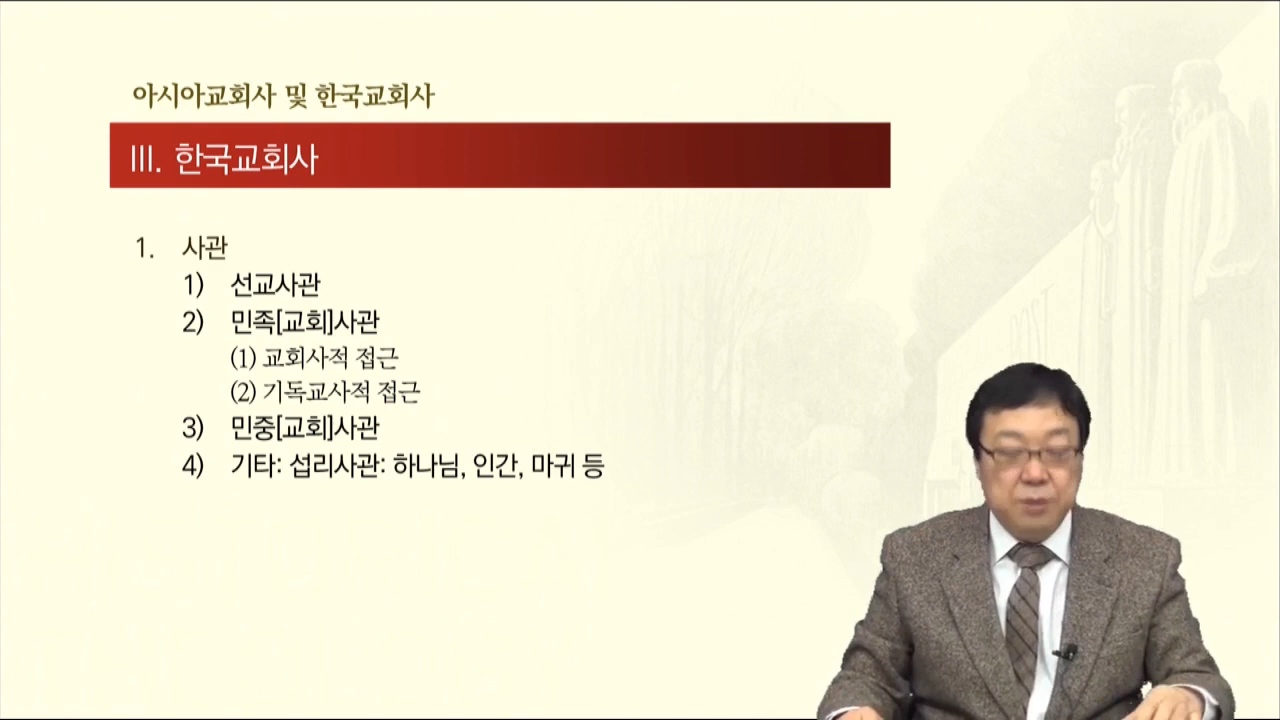 아시아교회사 및 한국교회사
III. 한국교회사
1. 사관
1) 선교사관
2) 민족[교회]사관
(1) 교회사적 접근
(2) 기독교사적 접근
3) 민중[교회]사관
4) 기타: 섭리사관: 하나님, 인간, 마귀 등